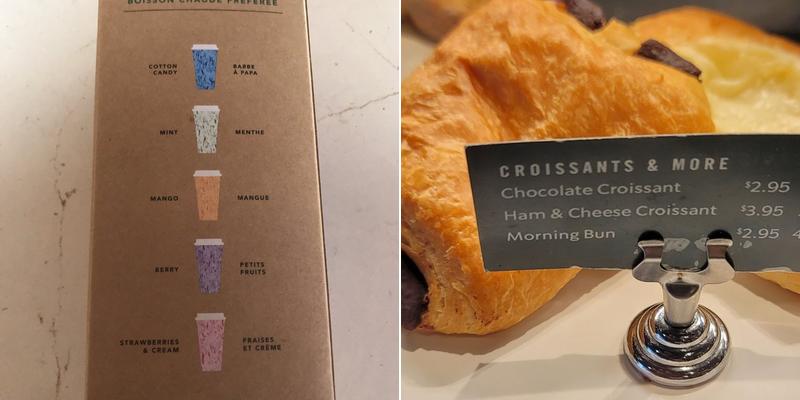 BOISSON CHAUDE PRÉFÉRÉE
COTTON
CANDY
BARBE
À PAPA
MINT
MENTHE
MANGO
MANGUE
BERRY
PETITS
FRUITS
STRAWBERRIES
& CREAM
FRAISES
ET CRÈME
CROISSANTS & MORE
Chocolate Croissant $2.95
Ham & Cheese Croissant $3.95
Morning Bun $2.95